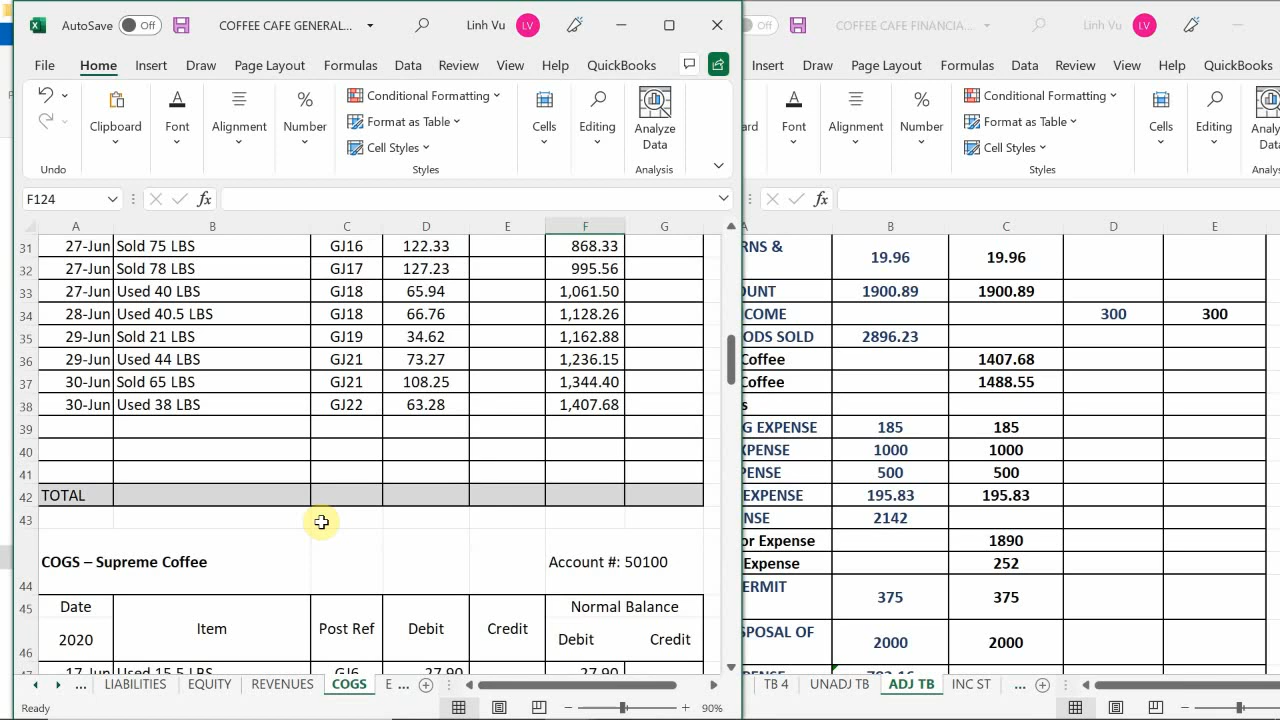 AutoSave Off COFFEE CAFE GENERAL... Linh Vu LV
File Home Insert Draw Page Layout Formulas Data Review View Help QuickBooks
Undo
Clipboard
Font
Alignment
%
Number
Conditional Formatting
Format as Table
Cell Styles
Styles
Cells
Editing
Analyze
Data
Analysis
F124 fx
A B C D E F G
31 27-Jun Sold 75 LBS GJ16 122.33 868.33
32 27-Jun Sold 78 LBS GJ17 127.23 995.56
33 27-Jun Used 40 LBS GJ18 65.94 1,061.50
34 28-Jun Used 40.5 LBS GJ18 66.76 1,128.26
35 29-Jun Sold 21 LBS GJ19 34.62 1,162.88
36 29-Jun Used 44 LBS GJ21 73.27 1,236.15
37 30-Jun Sold 65 LBS GJ21 108.25 1,344.40
38 30-Jun Used 38 LBS GJ22 63.28 1,407.68
39
40
41
42 TOTAL
43
44 COGS – Supreme Coffee Account #: 50100
45 Date Item Post Ref Debit Credit Normal Balance
46 2020 Debit Credit
17-Jun Used 15.5 LBS GJ6 27.90 27.90
... LIABILITIES EQUITY REVENUES COGS E ...
Ready 90%
Off COFFEE CAFE FINANCIA... Linh Vu LV
Insert Draw Page Layout Formulas Data Review View Help QuickBooks
Font
Alignment
%
Number
Conditional Formatting
Format as Table
Cell Styles
Styles
Cells
Editing
fx
A B C D E
RNS & 19.96 19.96
OUNT 1900.89 1900.89
COME 300 300
ODS SOLD 2896.23
Coffee 1407.68
Coffee 1488.55
s
G EXPENSE 185 185
XPENSE 1000 1000
PENSE 500 500
EXPENSE 195.83 195.83
NSE 2142
or Expense 1890
Expense 252
ERMIT 375 375
SPOSAL OF 2000 2000
TB 4 UNADJ TB ADJ TB INC ST ...